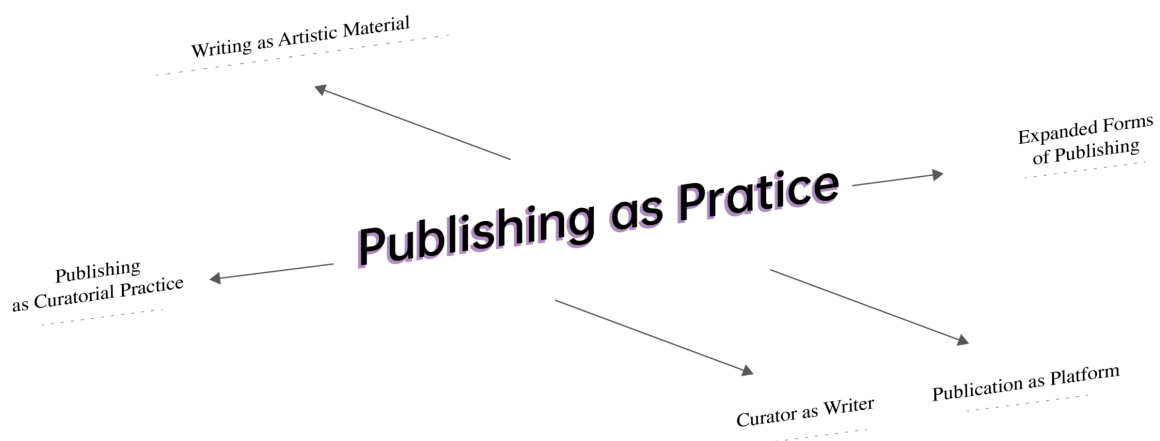 Writing as Artistic Material
Expanded Forms
of Publishing
Publishing as Pratice
Publishing
as Curatorial Practice
Curator as Writer
Publication as Platform